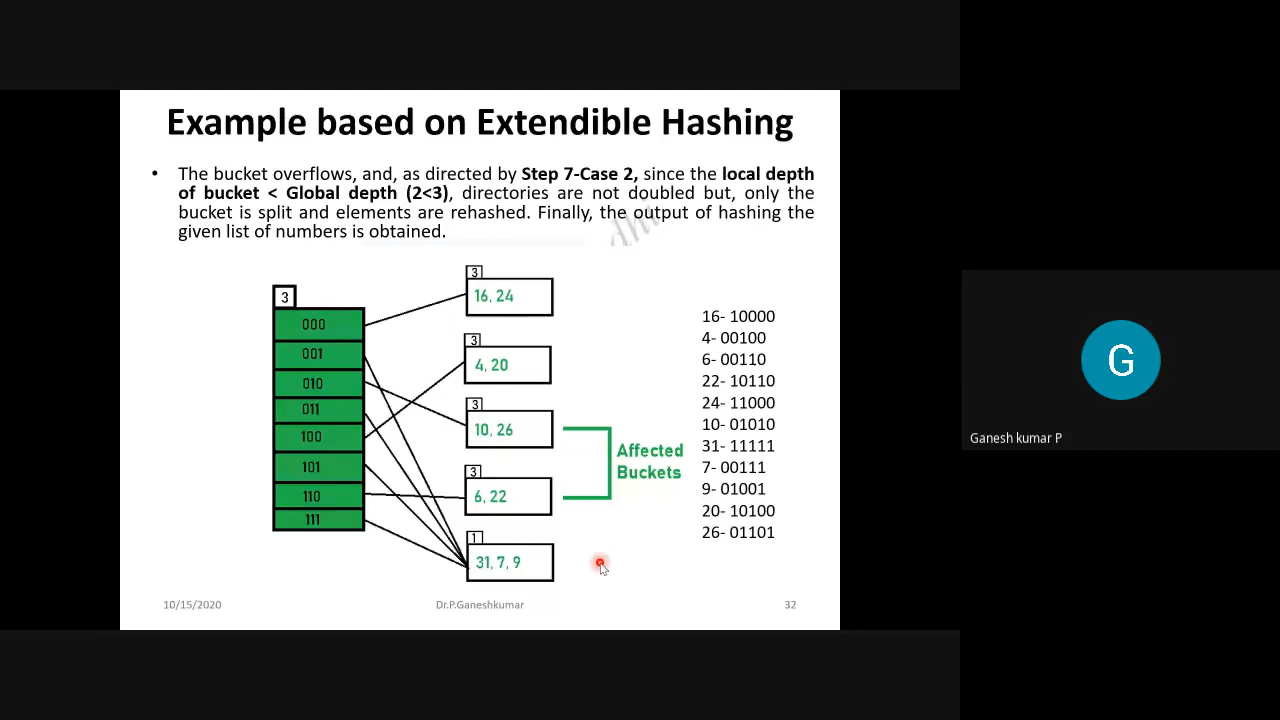 Example based on Extendible Hashing
• The bucket overflows, and, as directed by Step 7-Case 2, since the local depth
of bucket < Global depth (2<3), directories are not doubled but, only the
bucket is split and elements are rehashed. Finally, the output of hashing the
given list of numbers is obtained.
dhi
3
000
001
010
011
100
101
110
111
3
16, 24
3
4, 20
3
10, 26
3
6, 22
1
31, 7, 9
Affected
Buckets
16- 10000
4- 00100
6- 00110
22- 10110
24- 11000
10- 01010
31- 11111
7- 00111
9- 01001
20- 10100
26- 01101
10/15/2020
Dr.P.Ganeshkumar
32
G
Ganesh kumar P